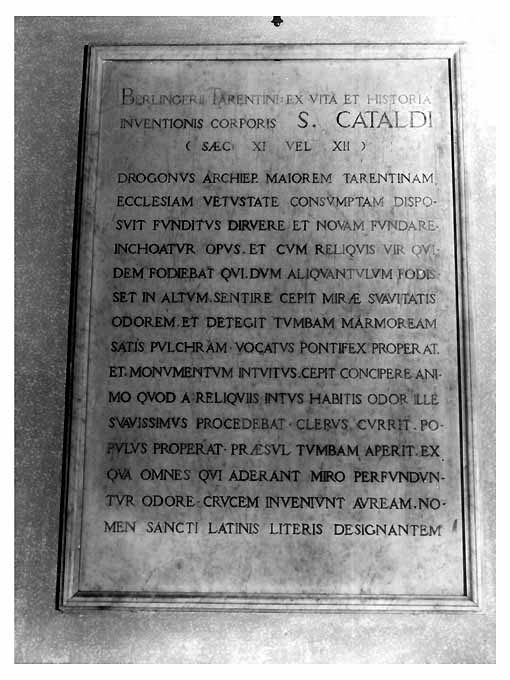 BERLINGERII TARENTINI: EX VITA ET HISTORIA
INVENTIONIS CORPORIS S. CATALDI
( SÆC. XI VEL XII )
DROGONVS ARCHIEP. MAIOREM TARENTINAM
ECCLESIAM VETVSTATE CONSVMPTAM DISPO-
SVIT FVNDITVS DIRVERE ET NOVAM FVNDARE·
INCHOATVR OPVS. ET CVM RELIQVIS VIR QVI-
DEM FODIEBAT QVI. DVM ALIQVANTVLVM FODIS-
SET IN ALTVM. SENTIRE CEPIT MIRÆ SVAVITATIS
ODOREM. ET DETEGIT TVMBAM MARMOREAM
SATIS PVLCHRAM· VOCATVS PONTIFEX PROPERAT.
ET. MONVMENTVM INTVITVS. CEPIT CONCIPERE ANI-
MO QVOD A RELIQVIIS INTVS HABITIS ODOR ILLE
SVAVISSIMVS PROCEDEBAT· CLERVS CVRRIT. PO-
PVLVS PROPERAT· PRÆSVL TVMBAM APERIT. EX
QVA OMNES QVI ADERANT MIRO PERFVNDVN-
TVR ODORE· CRVCEM INVENIVNT AVREAM. NO-
MEN SANCTI LATINIS LITERIS DESIGNANTEM